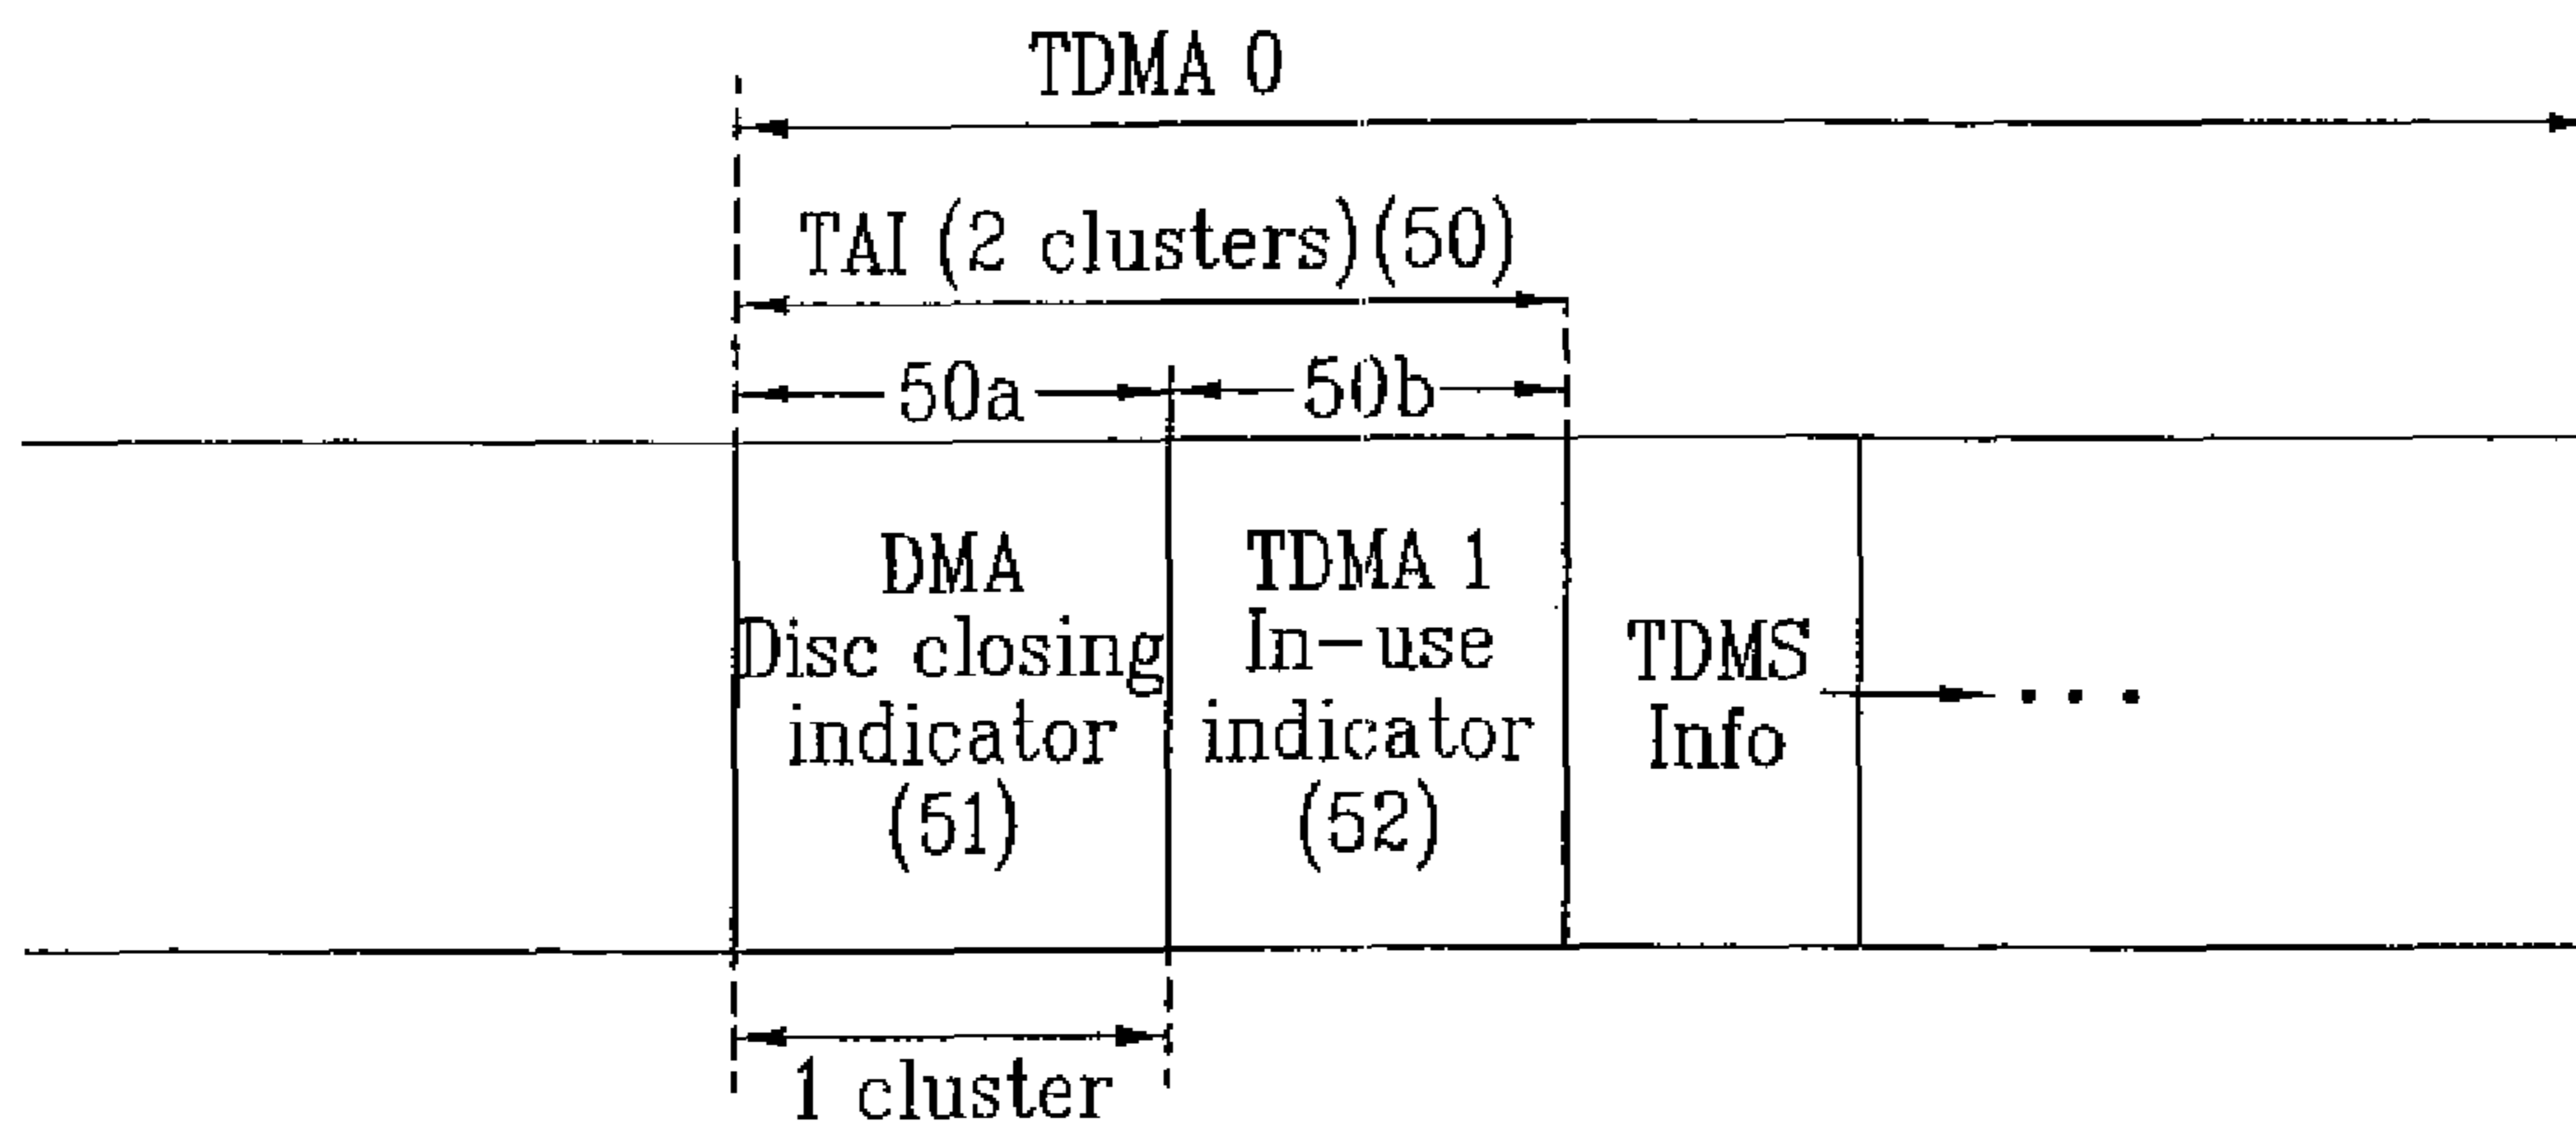 TDMA 0
TAI (2 clusters)(50)
50a
50b
DMA
Disc closing
indicator
(51)
TDMA 1
In-use
indicator
(52)
TDMS
Info
1 cluster